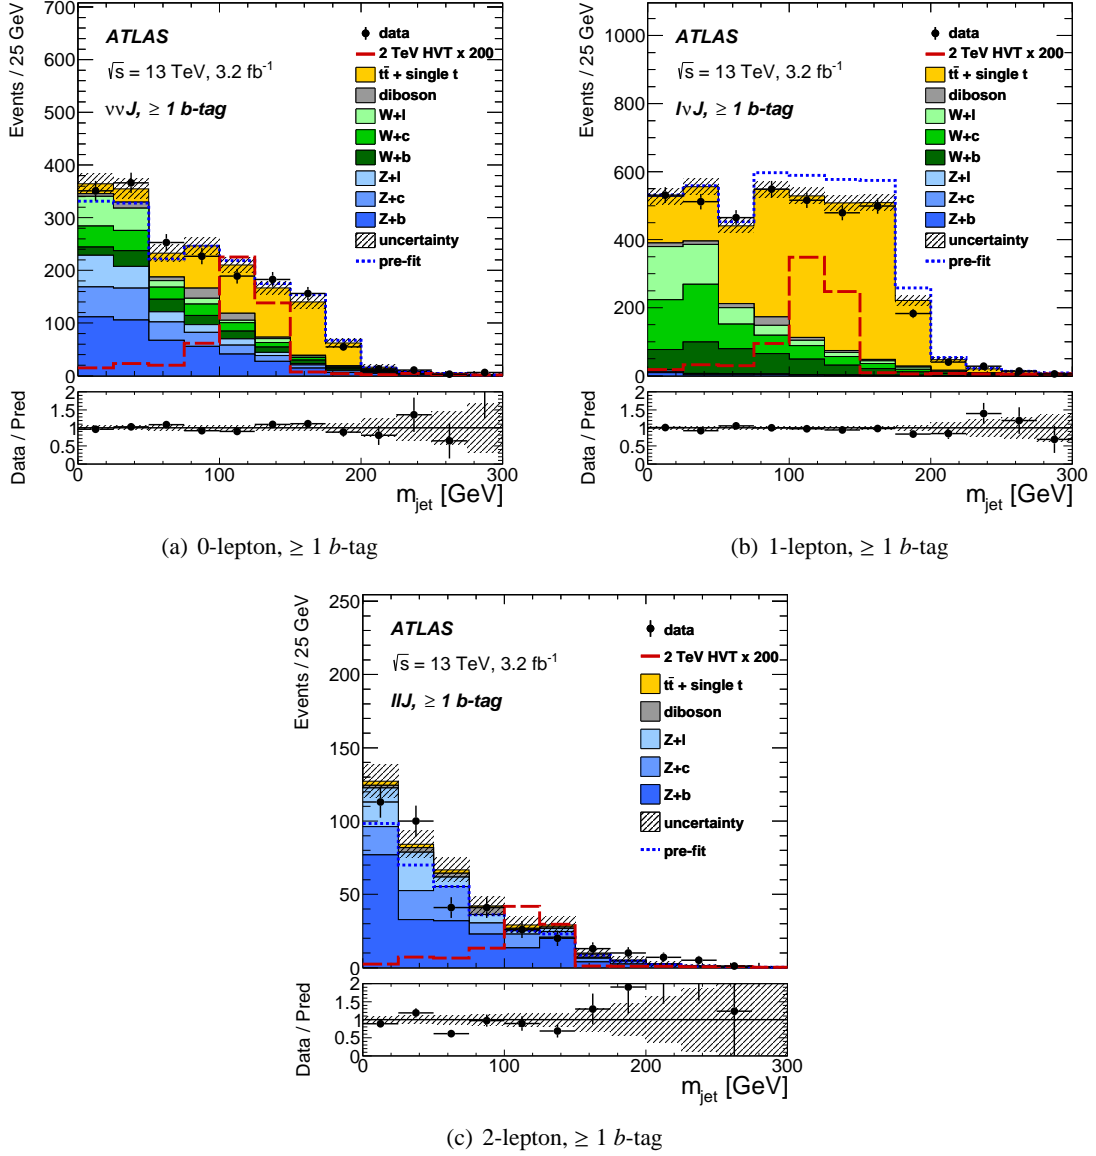 Events / 25 GeV
700
600
500
400
300
200
100
0
ATLAS
√s = 13 TeV, 3.2 fb⁻¹
ννJ, ≥ 1 b-tag
data
2 TeV HVT x 200
tt̄ + single t
diboson
W+l
W+c
W+b
Z+l
Z+c
Z+b
uncertainty
pre-fit
Data / Pred
2
1.5
1
0.5
0
0 100 200 300
m_jet [GeV]
(a) 0-lepton, ≥ 1 b-tag
Events / 25 GeV
1000
800
600
400
200
0
ATLAS
√s = 13 TeV, 3.2 fb⁻¹
lνJ, ≥ 1 b-tag
data
2 TeV HVT x 200
tt̄ + single t
diboson
W+l
W+c
W+b
Z+l
Z+c
Z+b
uncertainty
pre-fit
Data / Pred
2
1.5
1
0.5
0
0 100 200 300
m_jet [GeV]
(b) 1-lepton, ≥ 1 b-tag
Events / 25 GeV
250
200
150
100
50
0
ATLAS
√s = 13 TeV, 3.2 fb⁻¹
llJ, ≥ 1 b-tag
data
2 TeV HVT x 200
tt̄ + single t
diboson
Z+l
Z+c
Z+b
uncertainty
pre-fit
Data / Pred
2
1.5
1
0.5
0 100 200 300
m_jet [GeV]
(c) 2-lepton, ≥ 1 b-tag